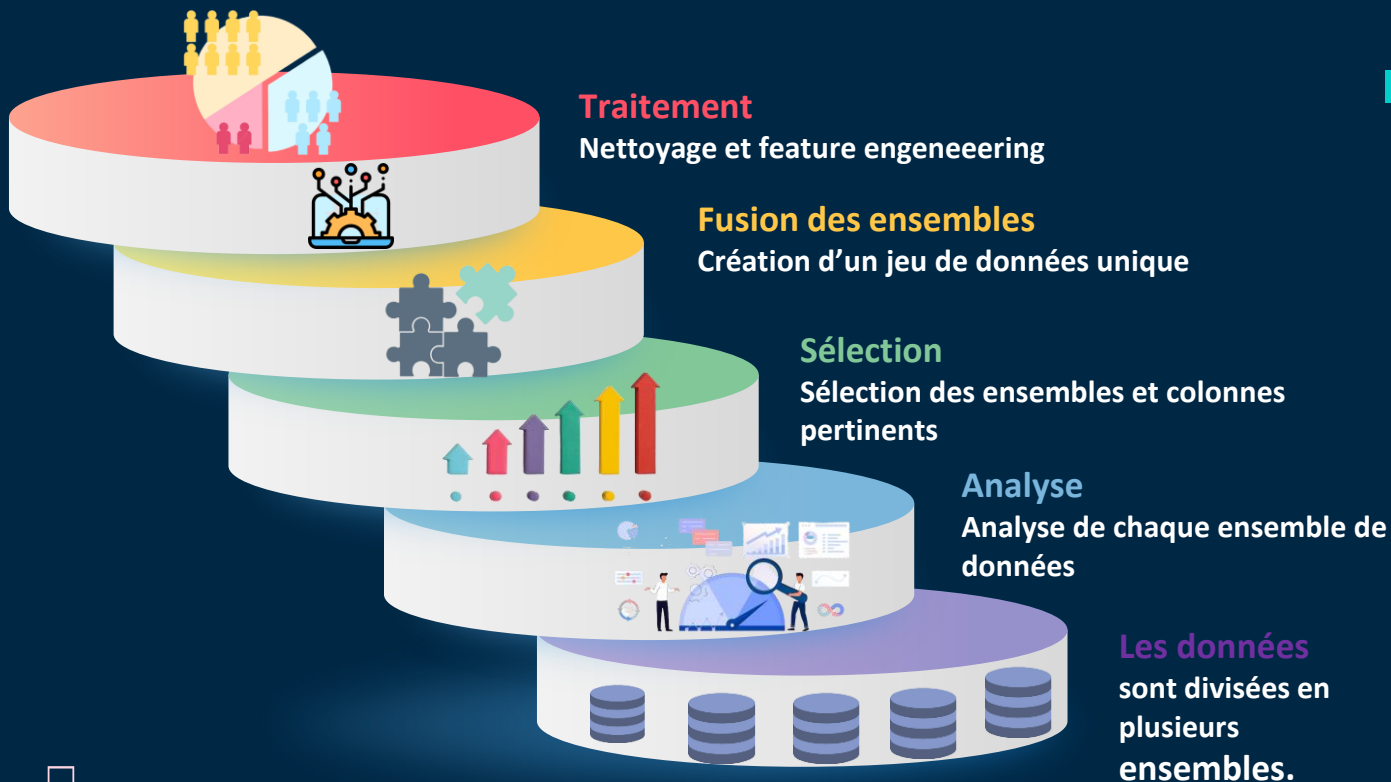 Traitement
Nettoyage et feature engeneeering
Fusion des ensembles
Création d’un jeu de données unique
Sélection
Sélection des ensembles et colonnes
pertinents
Analyse
Analyse de chaque ensemble de
données
Les données
sont divisées en
plusieurs
ensembles.